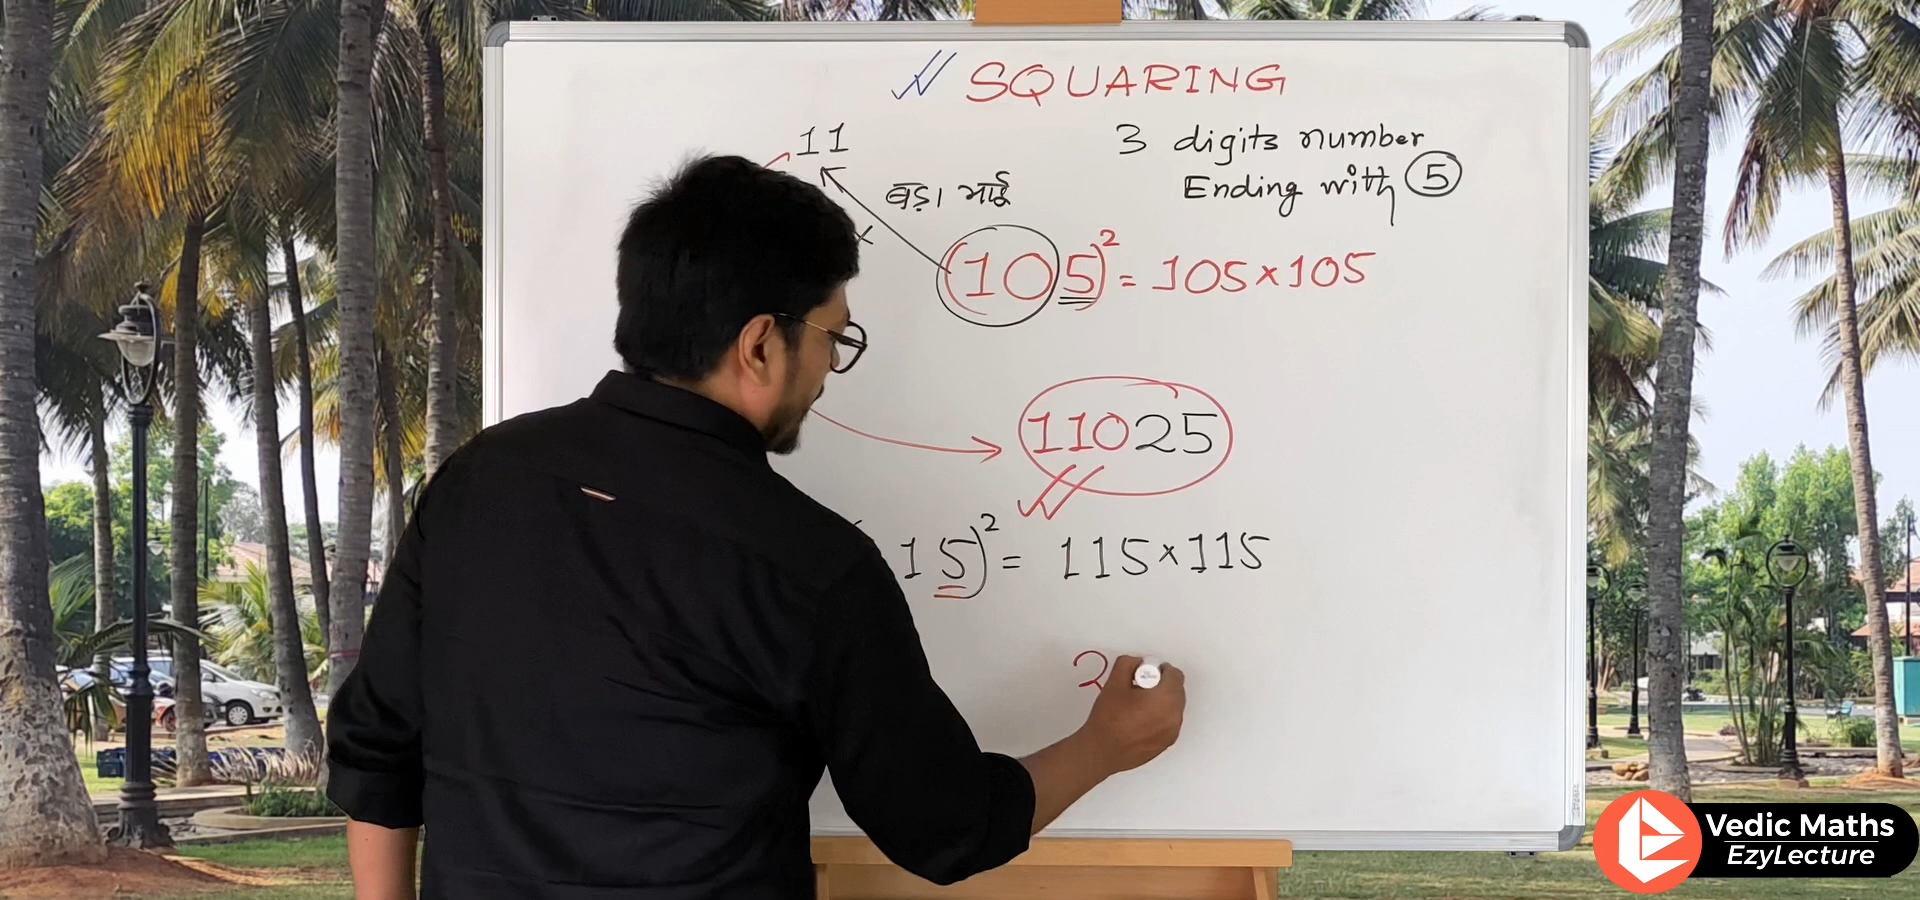 SQUARING
11
3 digits number
बड़ा भाई
Ending with 5
×
(105)² = 105×105
11025
15)² = 115×115
2
Vedic Maths
EzyLecture